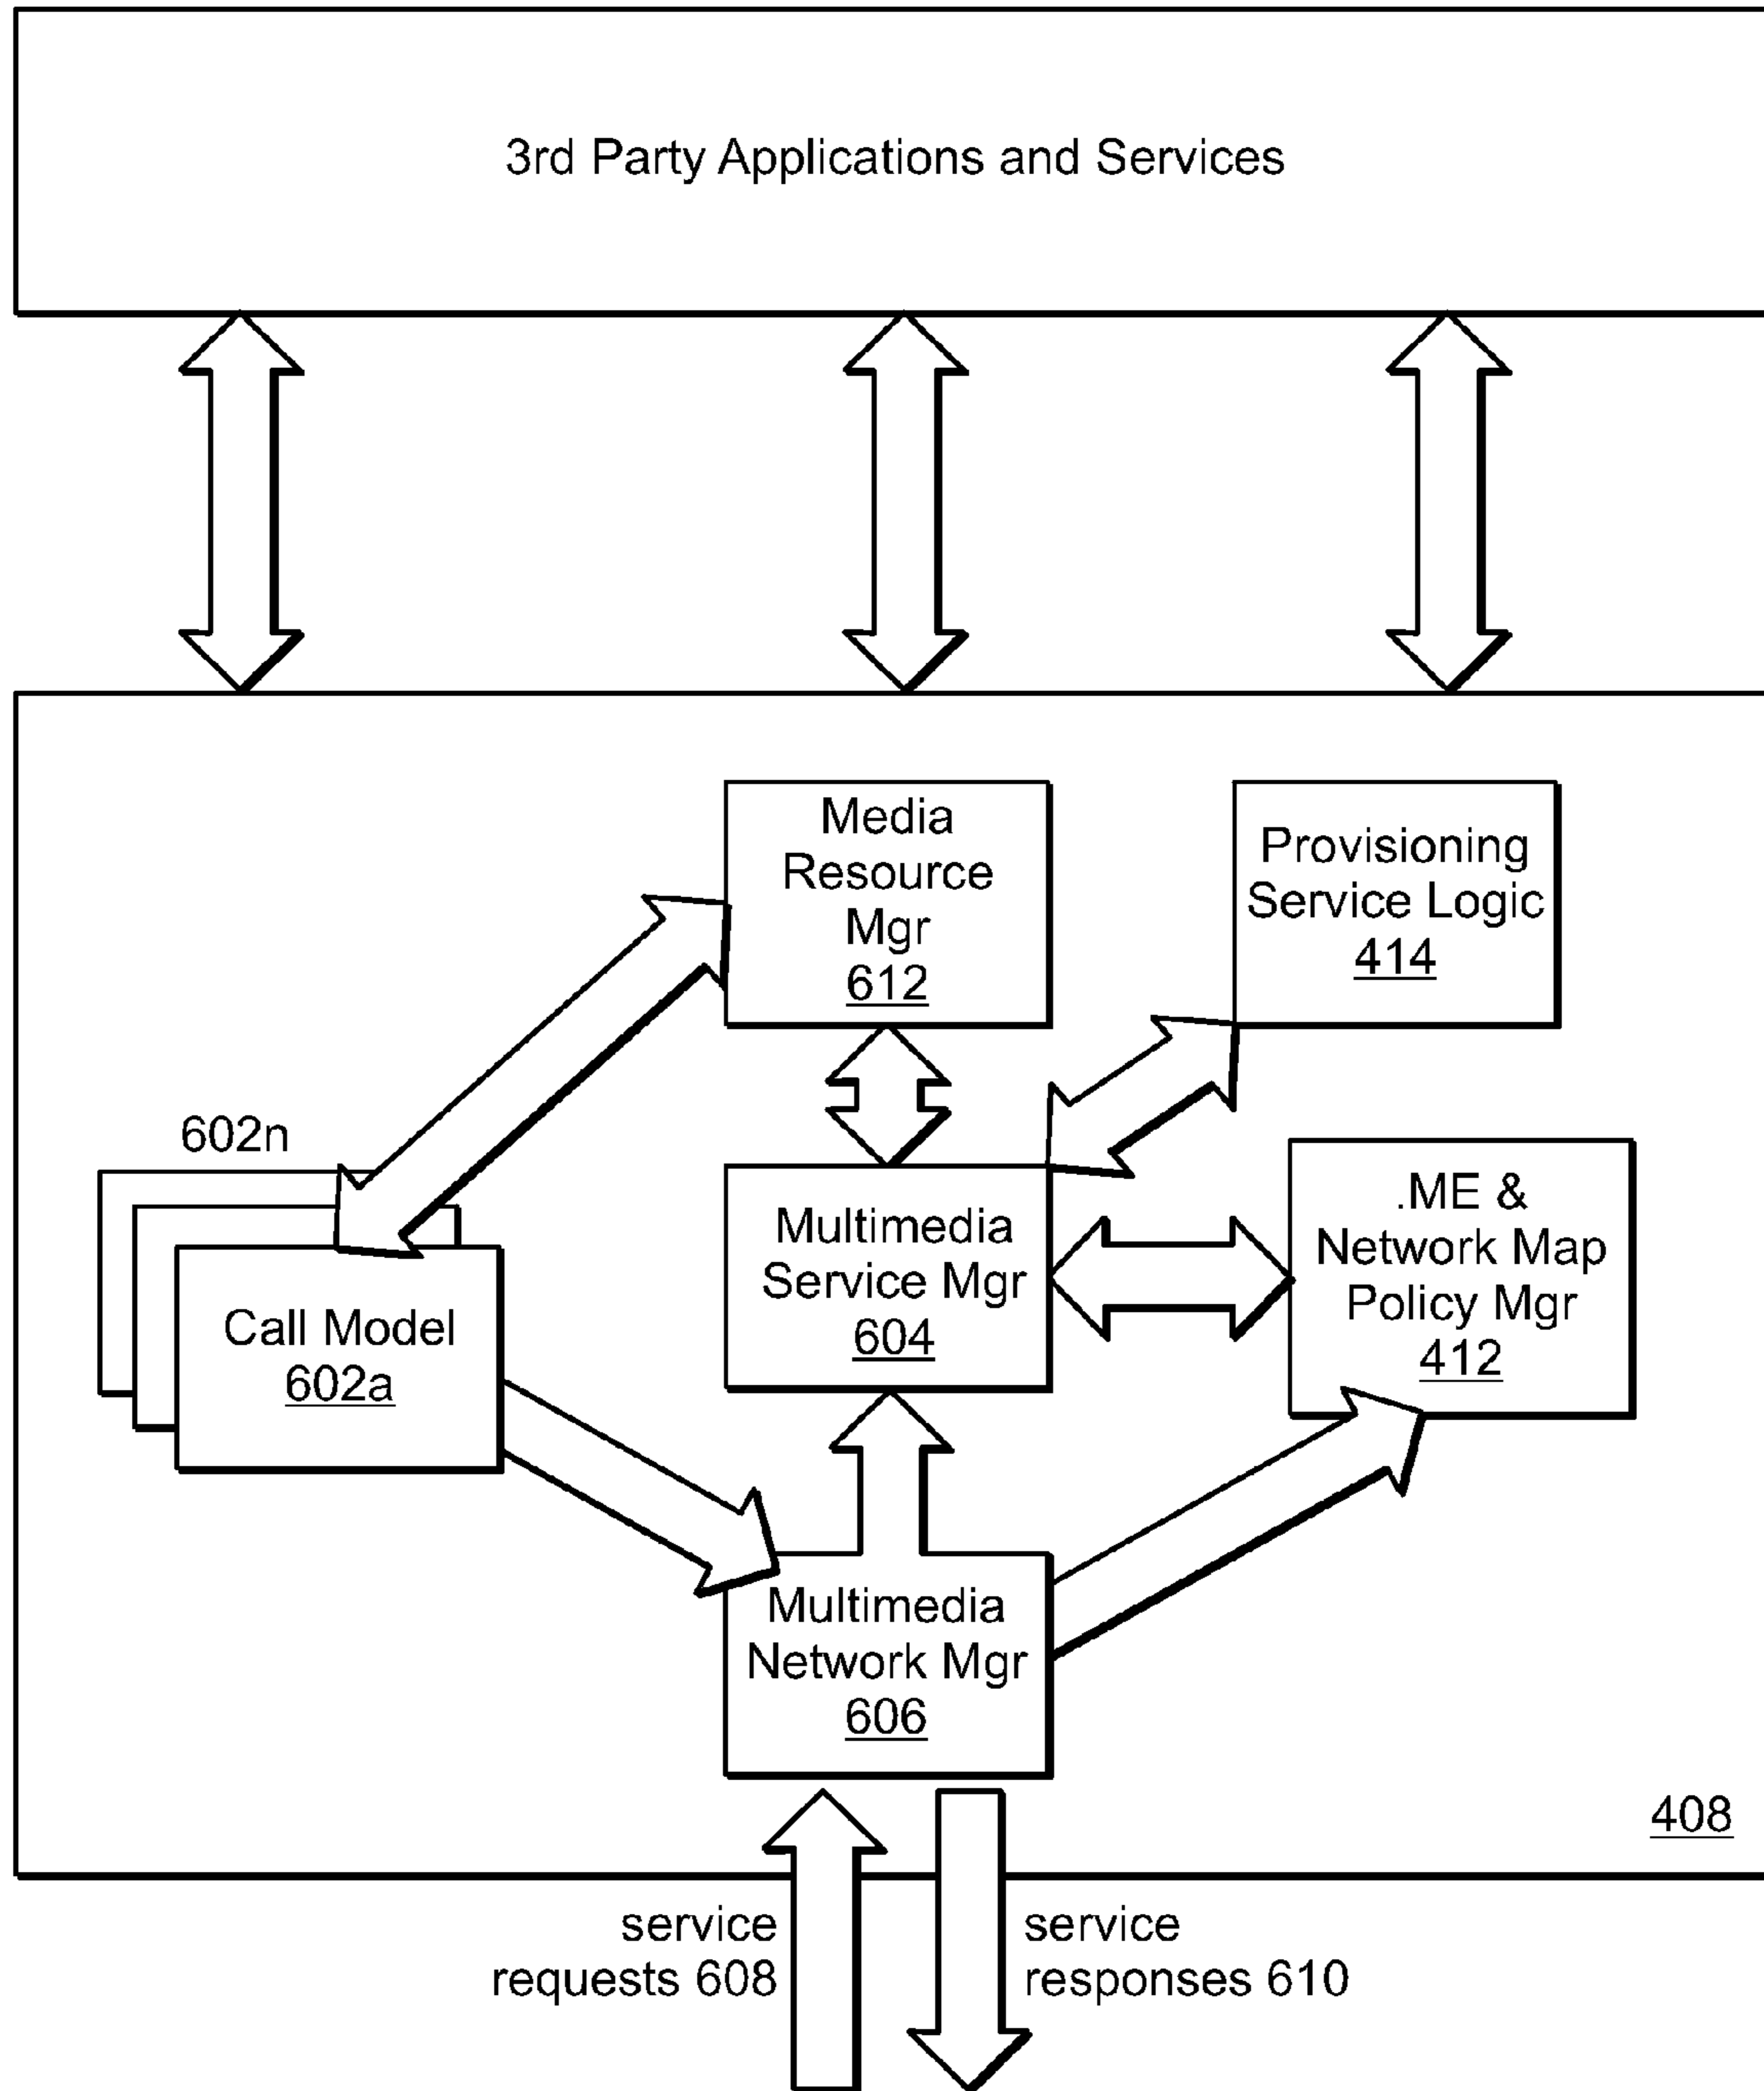 3rd Party Applications and Services
Media
Resource
Mgr
612
Provisioning
Service Logic
414
602n
Call Model
602a
Multimedia
Service Mgr
604
.ME &
Network Map
Policy Mgr
412
Multimedia
Network Mgr
606
408
service
requests 608
service
responses 610